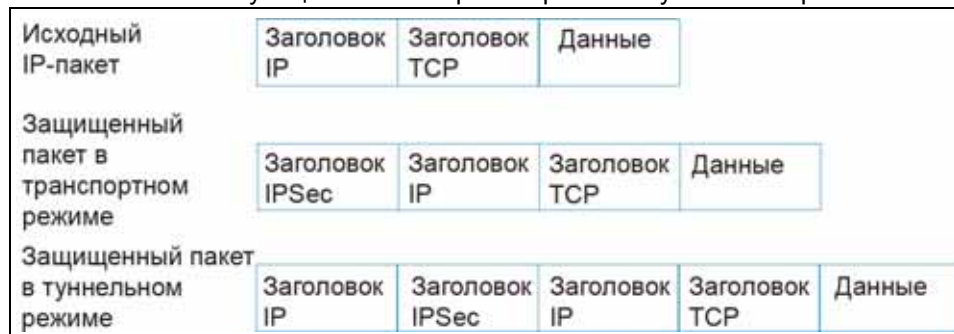 Исходный
IP-пакет
Заголовок
IP
Заголовок
TCP
Данные
Защищенный
пакет в
транспортном
режиме
Заголовок
IPSec
Заголовок
IP
Заголовок
TCP
Данные
Защищенный пакет
в туннельном
режиме
Заголовок
IP
Заголовок
IPSec
Заголовок
IP
Заголовок
TCP
Данные